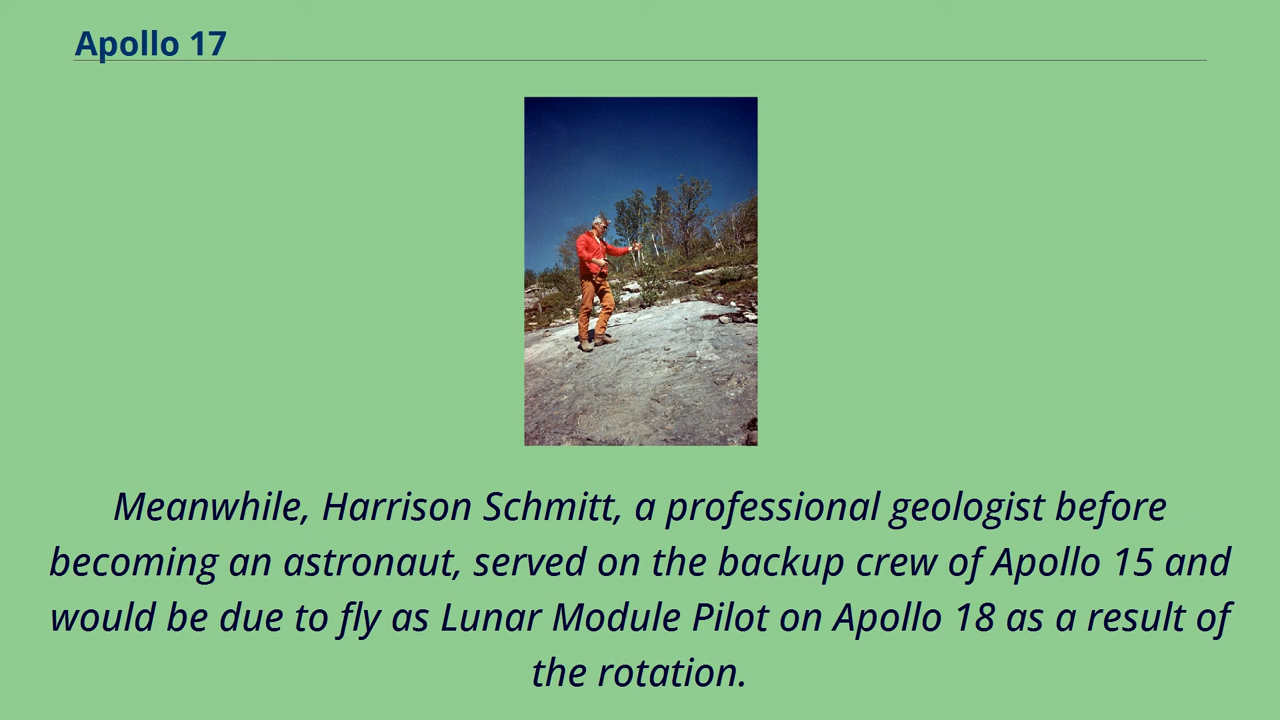 Apollo 17
Meanwhile, Harrison Schmitt, a professional geologist before
becoming an astronaut, served on the backup crew of Apollo 15 and
would be due to fly as Lunar Module Pilot on Apollo 18 as a result of
the rotation.